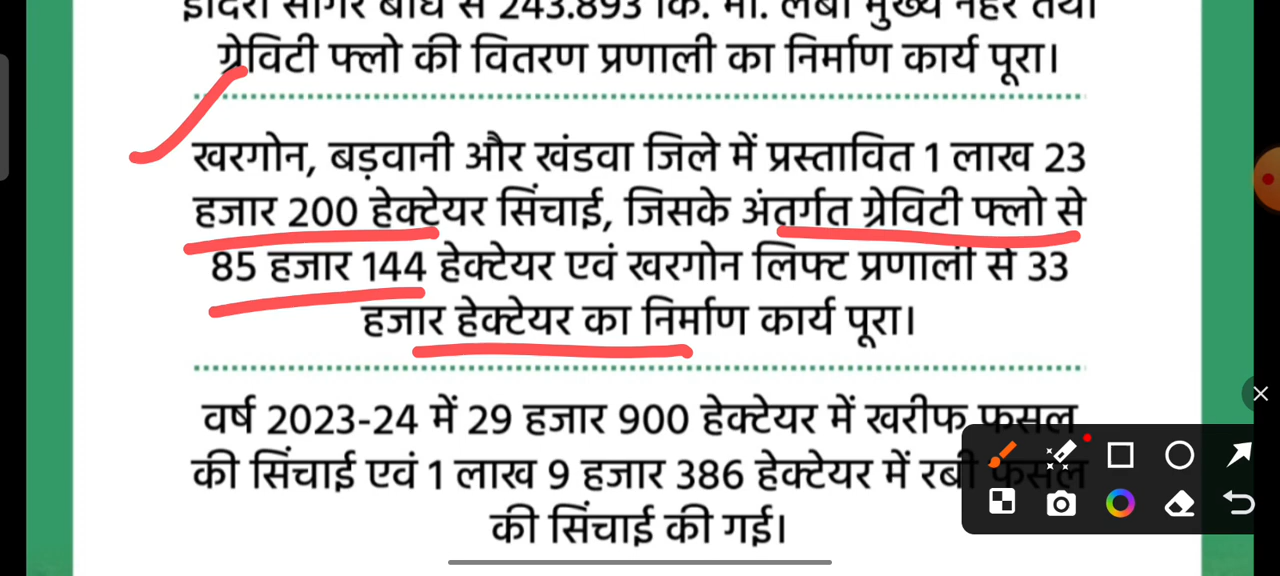 इंदिरा सागर बांध से 243.893 कि. मी. लंबी मुख्य नहर तथा
ग्रेविटी फ्लो की वितरण प्रणाली का निर्माण कार्य पूरा।
खरगोन, बड़वानी और खंडवा जिले में प्रस्तावित 1 लाख 23
हजार 200 हेक्टेयर सिंचाई, जिसके अंतर्गत ग्रेविटी फ्लो से
85 हजार 144 हेक्टेयर एवं खरगोन लिफ्ट प्रणाली से 33
हजार हेक्टेयर का निर्माण कार्य पूरा।
वर्ष 2023-24 में 29 हजार 900 हेक्टेयर में खरीफ फसल
की सिंचाई एवं 1 लाख 9 हजार 386 हेक्टेयर में रबी फसल
की सिंचाई की गई।